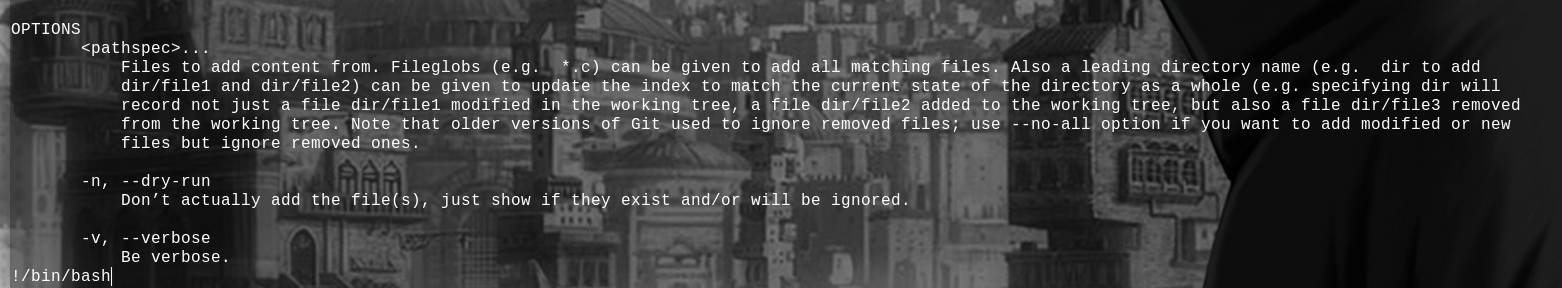 OPTIONS
<pathspec>...
Files to add content from. Fileglobs (e.g.  *.c) can be given to add all matching files. Also a leading directory name (e.g.  dir to add
dir/file1 and dir/file2) can be given to update the index to match the current state of the directory as a whole (e.g. specifying dir will
record not just a file dir/file1 modified in the working tree, a file dir/file2 added to the working tree, but also a file dir/file3 removed
from the working tree. Note that older versions of Git used to ignore removed files; use --no-all option if you want to add modified or new
files but ignore removed ones.
-n, --dry-run
Don’t actually add the file(s), just show if they exist and/or will be ignored.
-v, --verbose
Be verbose.
!/bin/bash